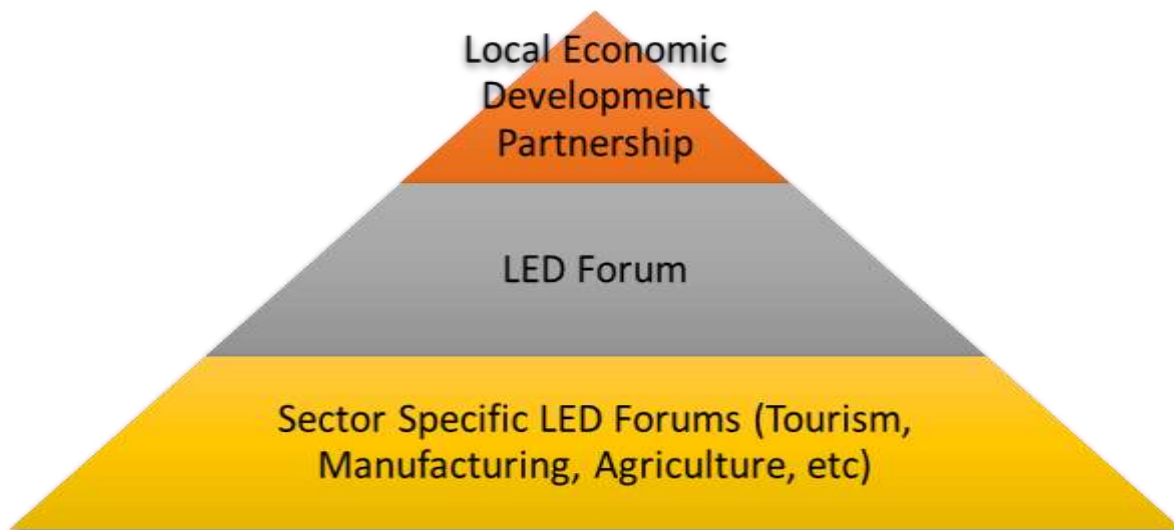 Local Economic
Development
Partnership
LED Forum
Sector Specific LED Forums (Tourism,
Manufacturing, Agriculture, etc)